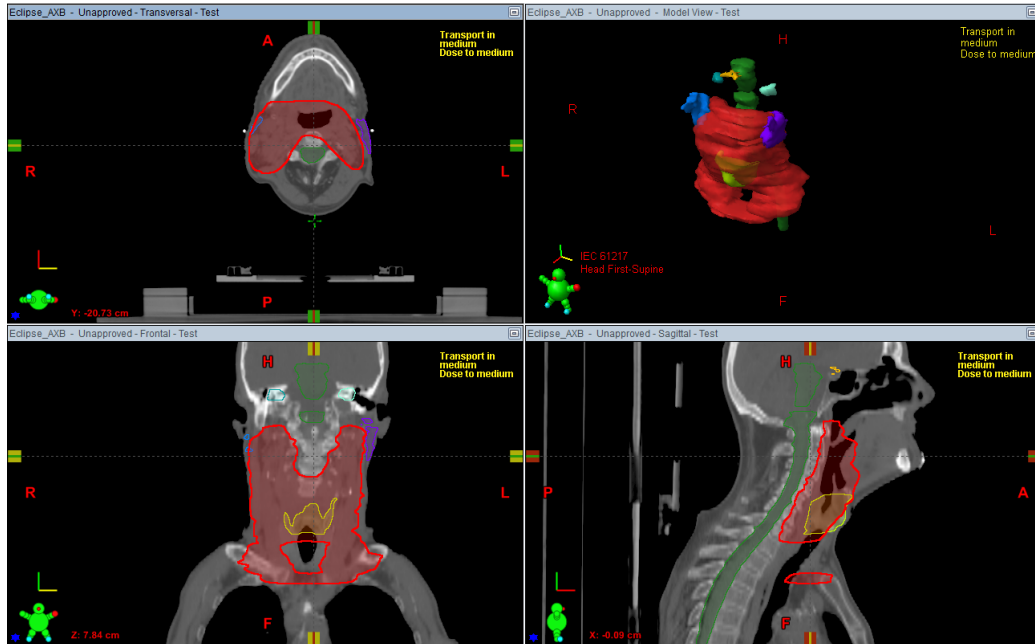 Eclipse_AXB - Unapproved - Transversal - Test
A
Transport in
medium
Dose to medium
R
L
P
Y: -20.73 cm
Eclipse_AXB - Unapproved - Model View - Test
H
Transport in
medium
Dose to medium
R
L
IEC 61217
Head First-Supine
F
Eclipse_AXB - Unapproved - Frontal - Test
H
Transport in
medium
Dose to medium
R
L
F
Z: 7.84 cm
Eclipse_AXB - Unapproved - Sagittal - Test
H
Transport in
medium
Dose to medium
P
A
F
X: -0.09 cm